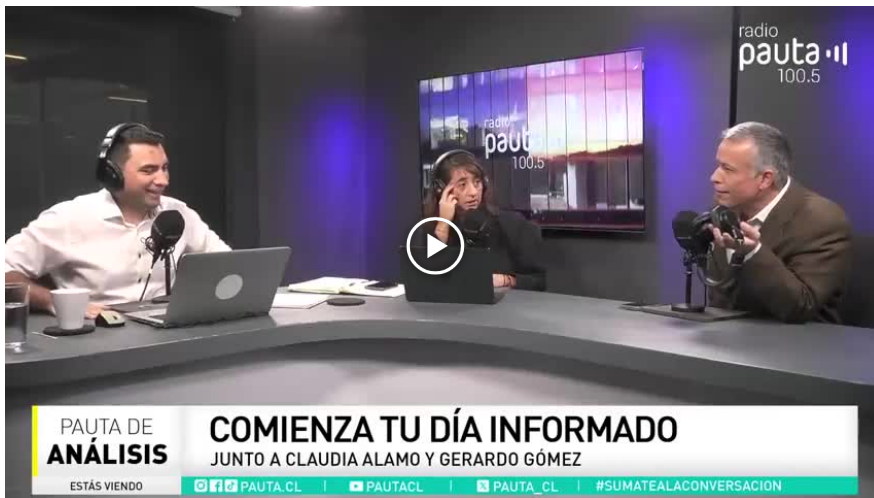 radio
pauta
100.5
radio
pauta
100.5
PAUTA DE
ANÁLISIS
ESTÁS VIENDO
COMIENZA TU DÍA INFORMADO
JUNTO A CLAUDIA ALAMO Y GERARDO GÓMEZ
PAUTA.CL | PAUTACL | PAUTA_CL | #SUMATEALACONVERSACION